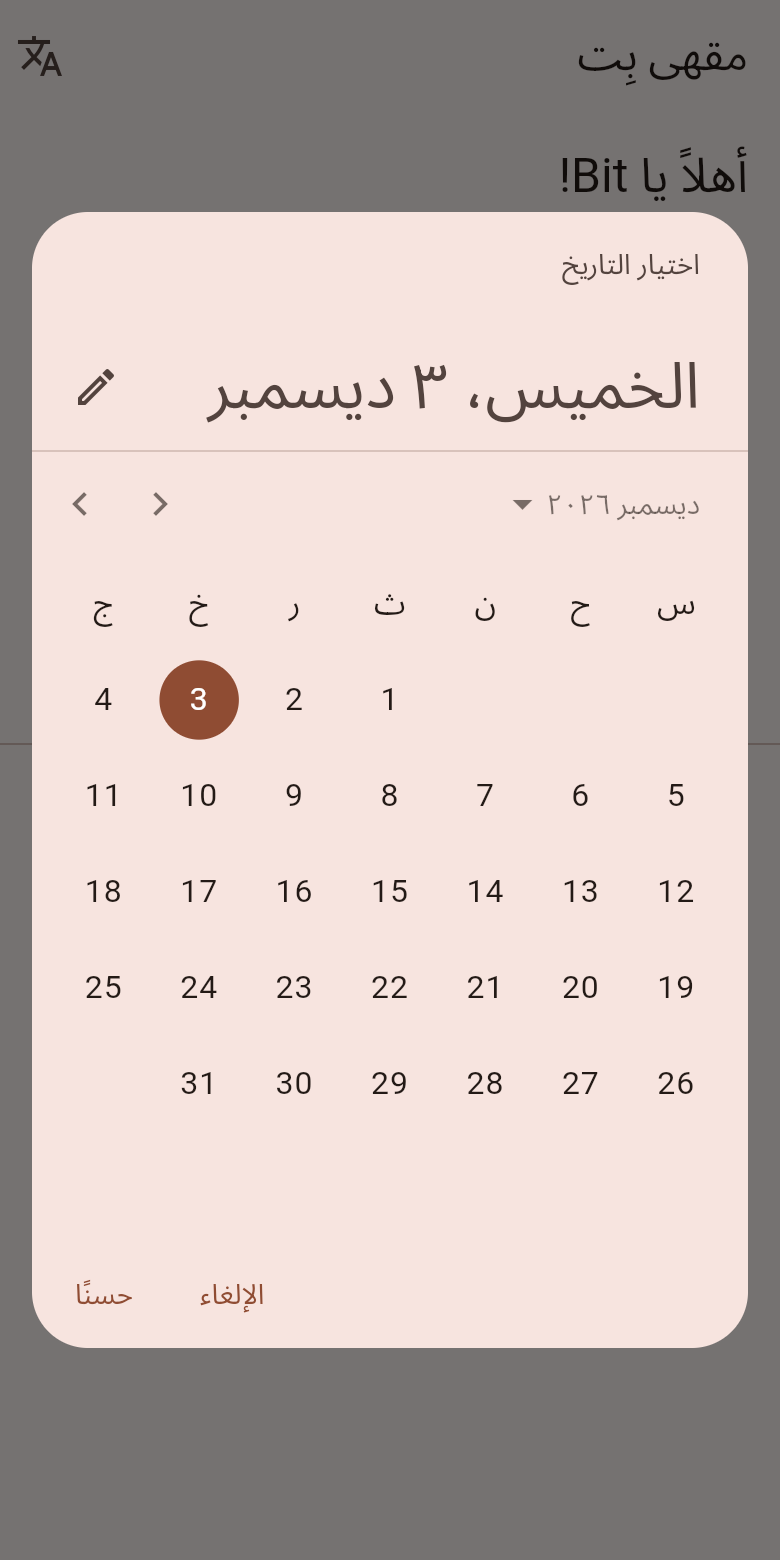 مقهى بِت
أهلاً يا Bit!
اختيار التاريخ
الخميس، ٣ ديسمبر
ديسمبر ٢٠٢٦
س ح ن ث ر خ ج
1 2 3 4
5 6 7 8 9 10 11
12 13 14 15 16 17 18
19 20 21 22 23 24 25
26 27 28 29 30 31
الإلغاء حسنًا